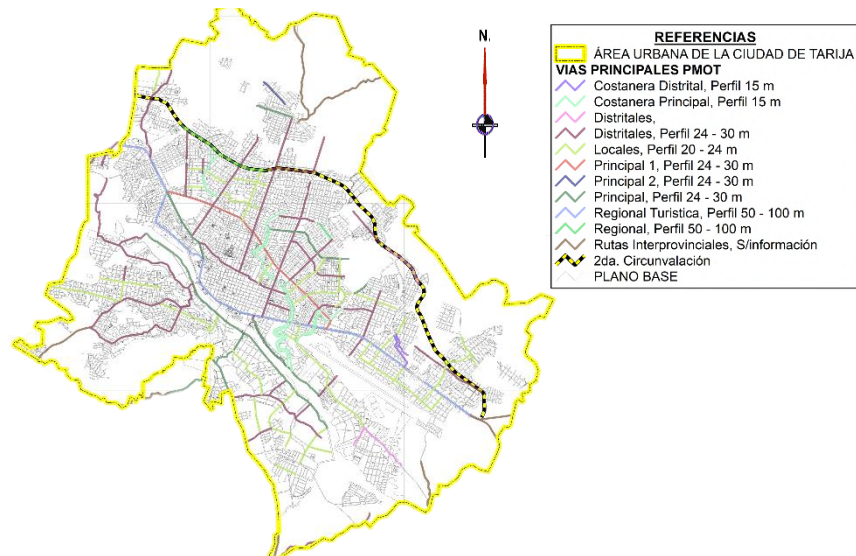 N.
REFERENCIAS
ÁREA URBANA DE LA CIUDAD DE TARIJA
VIAS PRINCIPALES PMOT
Costanera Distrital, Perfil 15 m
Costanera Principal, Perfil 15 m
Distritales,
Distritales, Perfil 24 - 30 m
Locales, Perfil 20 - 24 m
Principal 1, Perfil 24 - 30 m
Principal 2, Perfil 24 - 30 m
Principal, Perfil 24 - 30 m
Regional Turistica, Perfil 50 - 100 m
Regional, Perfil 50 - 100 m
Rutas Interprovinciales, S/información
2da. Circunvalación
PLANO BASE